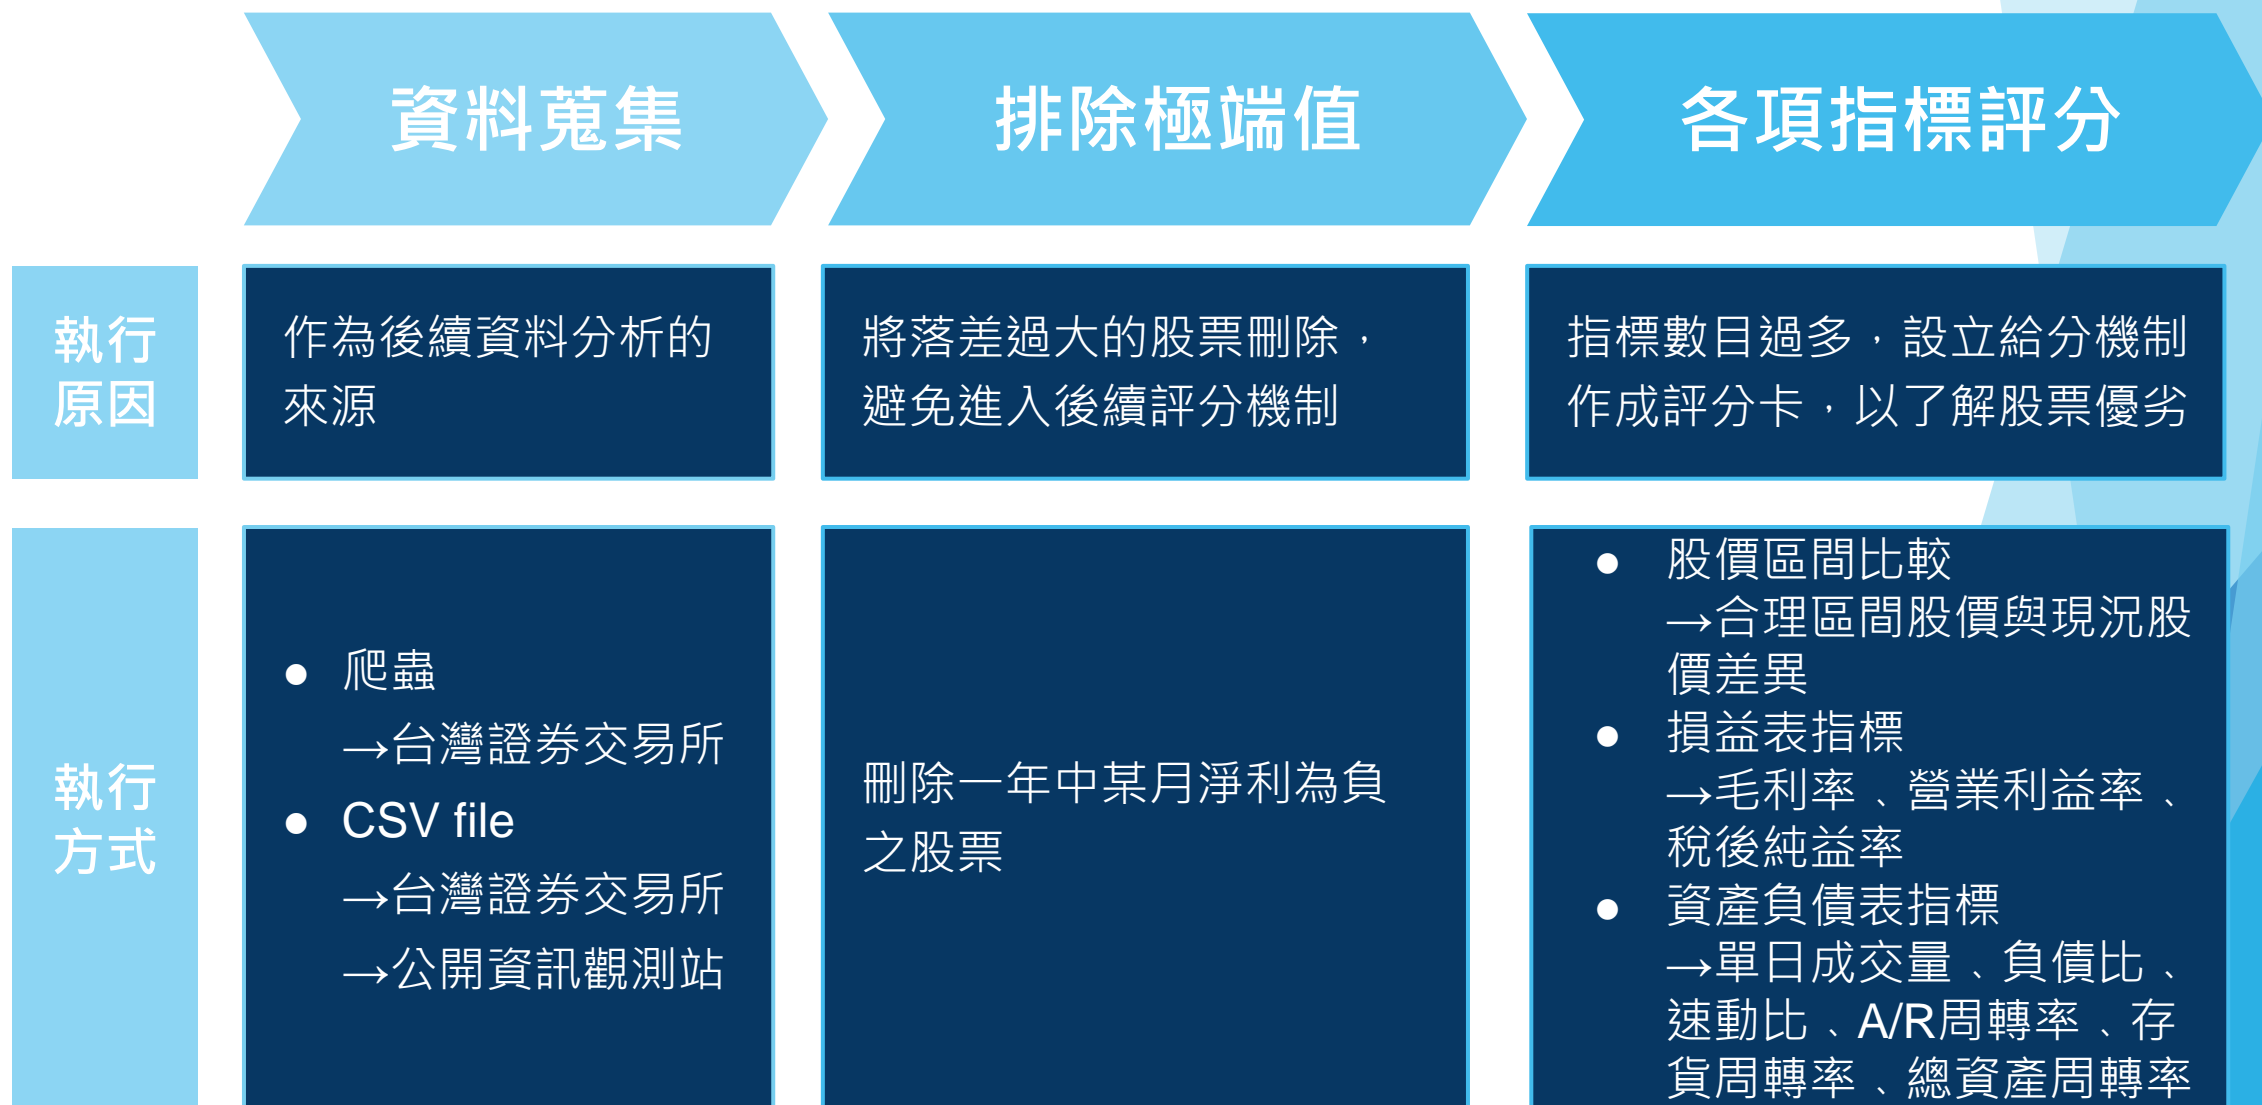 資料蒐集
排除極端值
各項指標評分
執行
原因
作為後續資料分析的
來源
將落差過大的股票刪除，
避免進入後續評分機制
指標數目過多，設立給分機制
作成評分卡，以了解股票優劣
執行
方式
● 爬蟲
→台灣證券交易所
● CSV file
→台灣證券交易所
→公開資訊觀測站
刪除一年中某月淨利為負
之股票
● 股價區間比較
→合理區間股價與現況股
價差異
● 損益表指標
→毛利率、營業利益率、
稅後純益率
● 資產負債表指標
→單日成交量、負債比、
速動比、A/R周轉率、存
貨周轉率、總資產周轉率